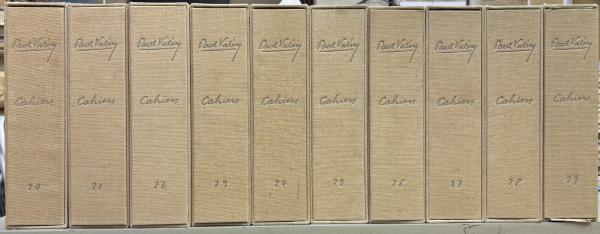 Paul Valéry
Cahiers
20
Paul Valéry
Cahiers
21
Paul Valéry
Cahiers
22
Paul Valéry
Cahiers
23
Paul Valéry
Cahiers
24
Paul Valéry
Cahiers
25
Paul Valéry
Cahiers
26
Paul Valéry
Cahiers
27
Paul Valéry
Cahiers
28
Paul Valéry
Cahiers
29